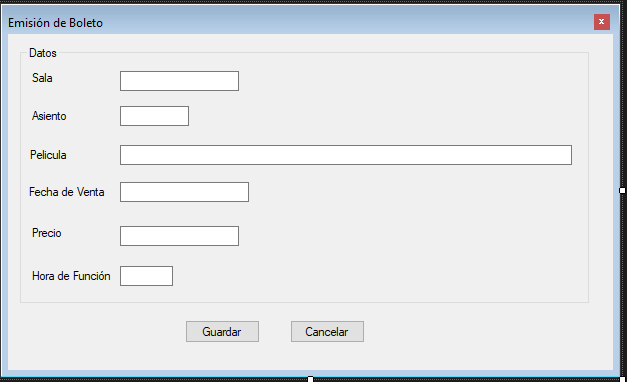 Emisión de Boleto
Datos
Sala
Asiento
Pelicula
Fecha de Venta
Precio
Hora de Función
Guardar
Cancelar